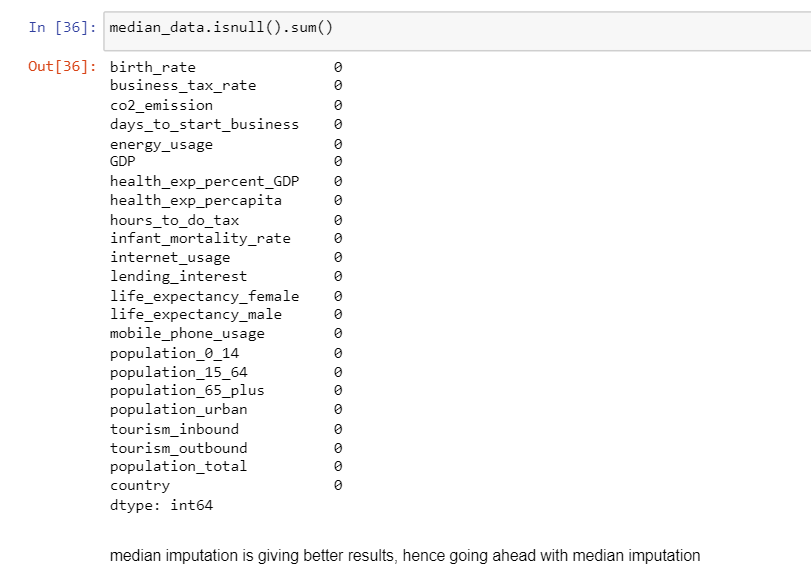 In [36]: median_data.isnull().sum()
Out[36]: birth_rate 0
business_tax_rate 0
co2_emission 0
days_to_start_business 0
energy_usage 0
GDP 0
health_exp_percent_GDP 0
health_exp_percapita 0
hours_to_do_tax 0
infant_mortality_rate 0
internet_usage 0
lending_interest 0
life_expectancy_female 0
life_expectancy_male 0
mobile_phone_usage 0
population_0_14 0
population_15_64 0
population_65_plus 0
population_urban 0
tourism_inbound 0
tourism_outbound 0
population_total 0
country 0
dtype: int64
median imputation is giving better results, hence going ahead with median imputation